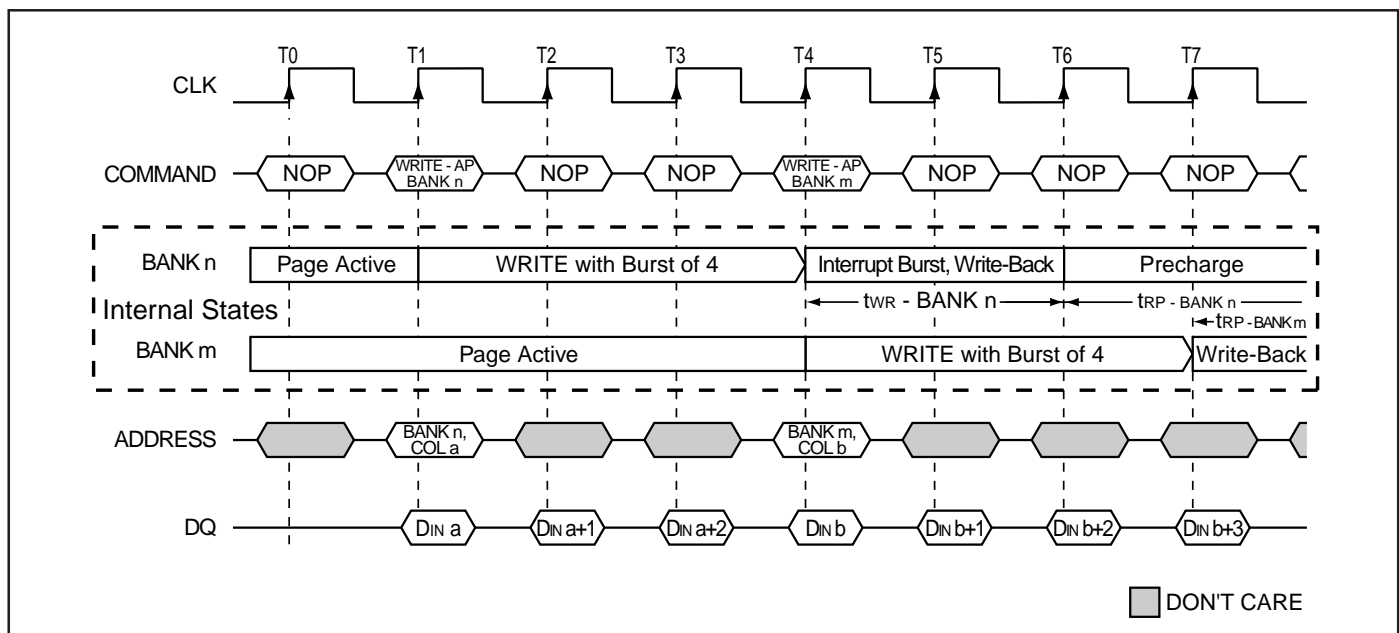 T0 T1 T2 T3 T4 T5 T6 T7
CLK
COMMAND NOP WRITE - AP BANK n NOP NOP WRITE - AP BANK m NOP NOP NOP
BANK n Page Active WRITE with Burst of 4 Interrupt Burst, Write-Back Precharge
tWR - BANK n tRP - BANK n
Internal States
tRP - BANK m
BANK m Page Active WRITE with Burst of 4 Write-Back
ADDRESS BANK n, COL a BANK m, COL b
DQ DIN a DIN a+1 DIN a+2 DIN b DIN b+1 DIN b+2 DIN b+3
DON'T CARE